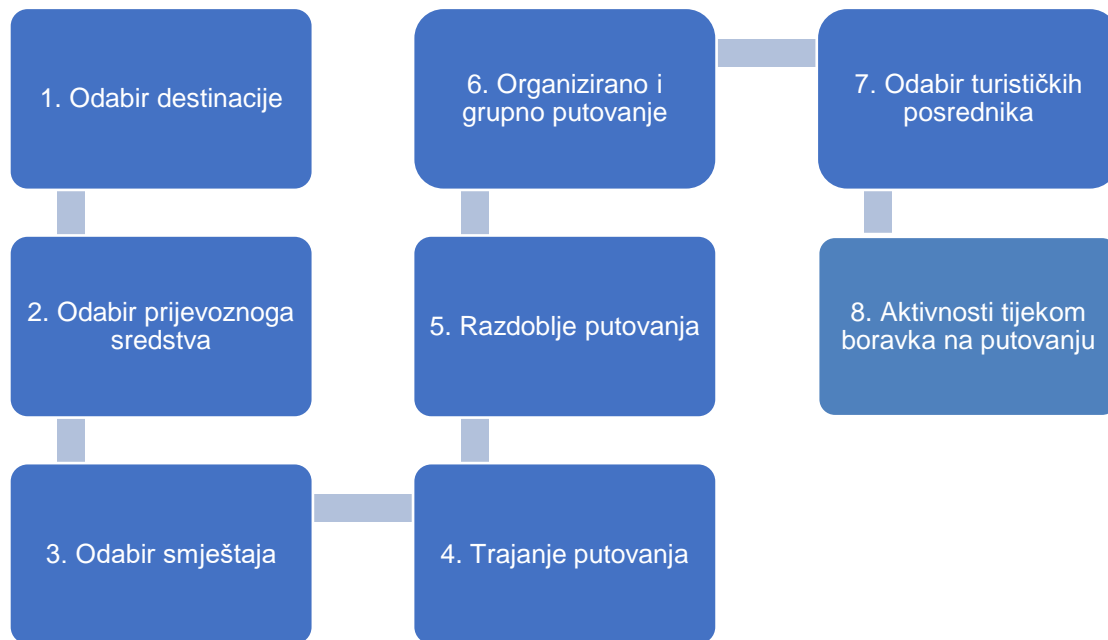 1. Odabir destinacije
2. Odabir prijevoznoga
sredstva
3. Odabir smještaja
4. Trajanje putovanja
5. Razdoblje putovanja
6. Organizirano i
grupno putovanje
7. Odabir turističkih
posrednika
8. Aktivnosti tijekom
boravka na putovanju